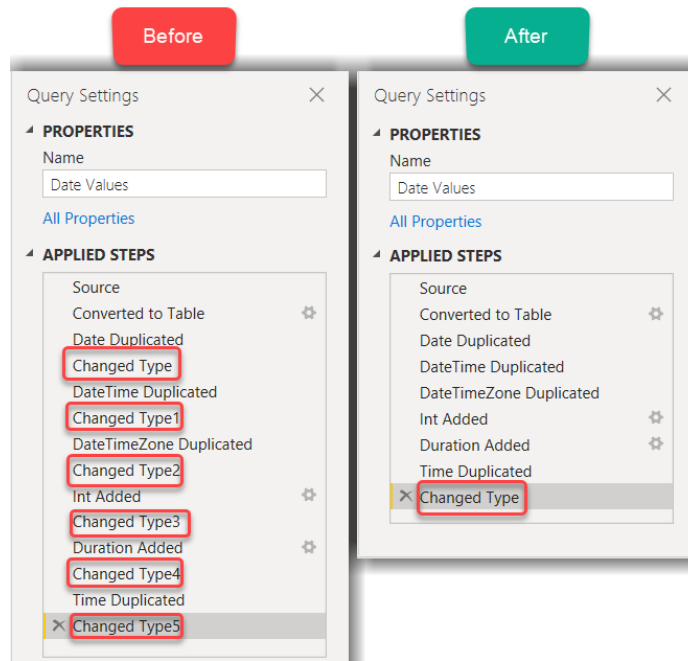 Before
Query Settings
PROPERTIES
Name
Date Values
All Properties
APPLIED STEPS
Source
Converted to Table
Date Duplicated
Changed Type
DateTime Duplicated
Changed Type1
DateTimeZone Duplicated
Changed Type2
Int Added
Changed Type3
Duration Added
Changed Type4
Time Duplicated
Changed Type5
After
Query Settings
PROPERTIES
Name
Date Values
All Properties
APPLIED STEPS
Source
Converted to Table
Date Duplicated
DateTime Duplicated
DateTimeZone Duplicated
Int Added
Duration Added
Time Duplicated
Changed Type